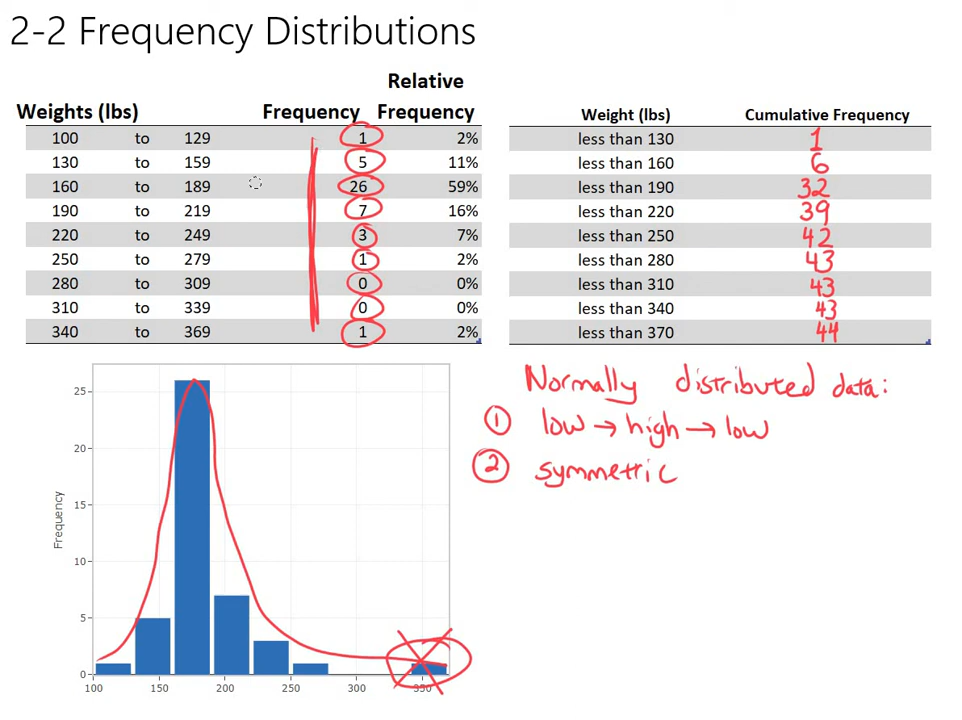 2-2 Frequency Distributions
Relative
Weights (lbs) Frequency Frequency
100 to 129 1 2%
130 to 159 5 11%
160 to 189 26 59%
190 to 219 7 16%
220 to 249 3 7%
250 to 279 1 2%
280 to 309 0 0%
310 to 339 0 0%
340 to 369 1 2%
Weight (lbs) Cumulative Frequency
less than 130 1
less than 160 6
less than 190 32
less than 220 39
less than 250 42
less than 280 43
less than 310 43
less than 340 43
less than 370 44
25
20
15
10
5
0
Frequency
100 150 200 250 300 350
Normally distributed data:
① low → high → low
② symmetric